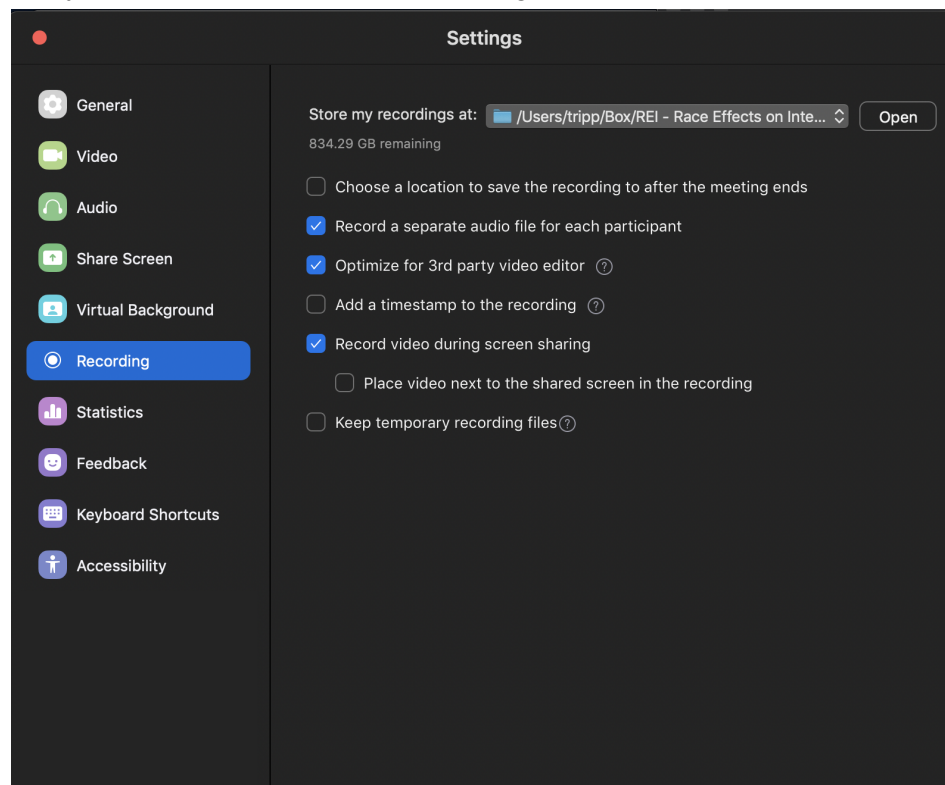 Settings
General
Video
Audio
Share Screen
Virtual Background
Recording
Statistics
Feedback
Keyboard Shortcuts
Accessibility
Store my recordings at: /Users/tripp/Box/REI - Race Effects on Inte... Open
834.29 GB remaining
Choose a location to save the recording to after the meeting ends
Record a separate audio file for each participant
Optimize for 3rd party video editor ?
Add a timestamp to the recording ?
Record video during screen sharing
Place video next to the shared screen in the recording
Keep temporary recording files ?